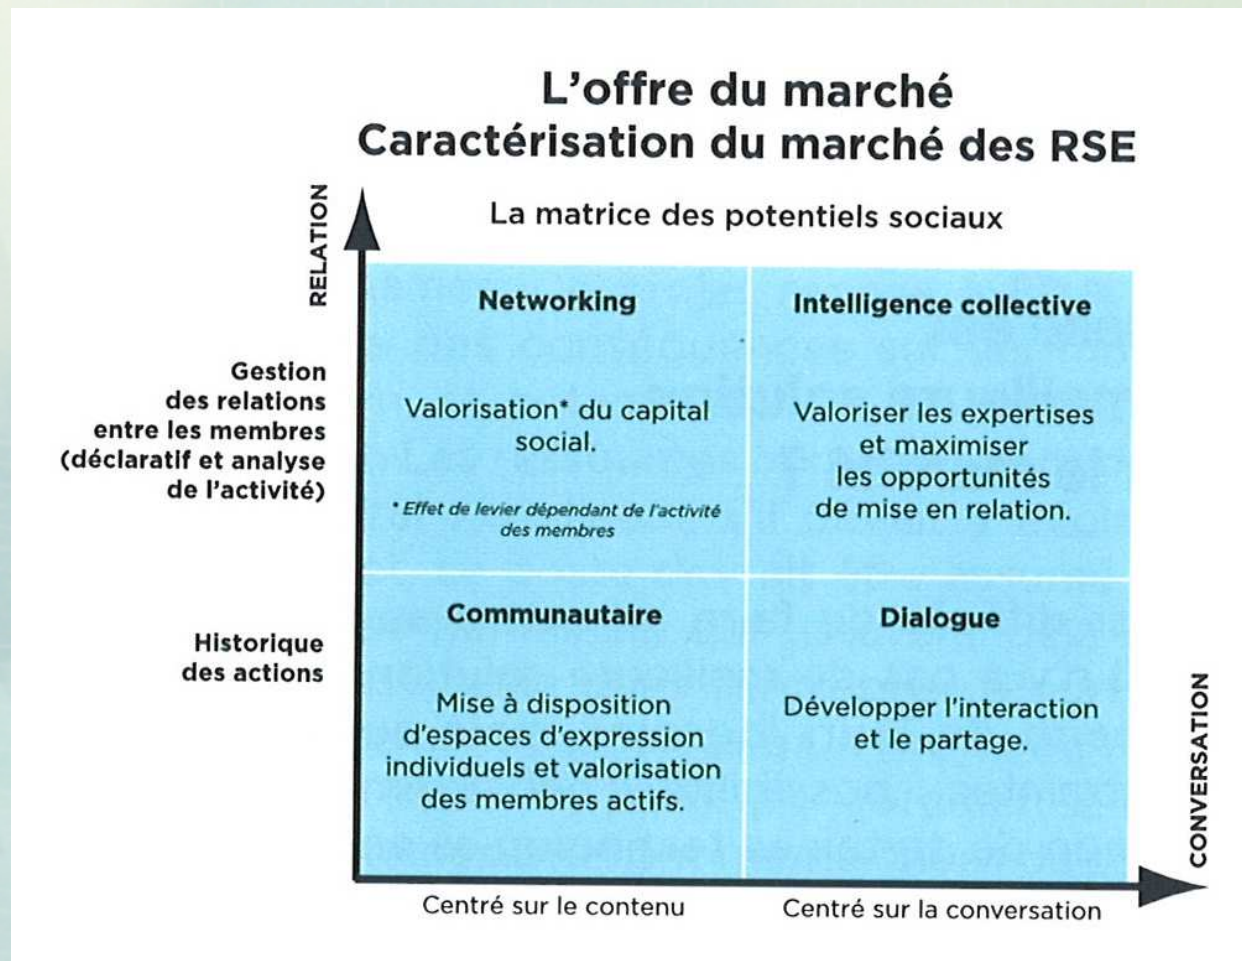 L'offre du marché
Caractérisation du marché des RSE
La matrice des potentiels sociaux
RELATION
Networking
Intelligence collective
Gestion
des relations
entre les membres
(déclaratif et analyse
de l'activité)
Valorisation* du capital
social.
* Effet de levier dépendant de l'activité
des membres
Valoriser les expertises
et maximiser
les opportunités
de mise en relation.
Historique
des actions
Communautaire
Mise à disposition
d'espaces d'expression
individuels et valorisation
des membres actifs.
Dialogue
Développer l'interaction
et le partage.
CONVERSATION
Centré sur le contenu
Centré sur la conversation